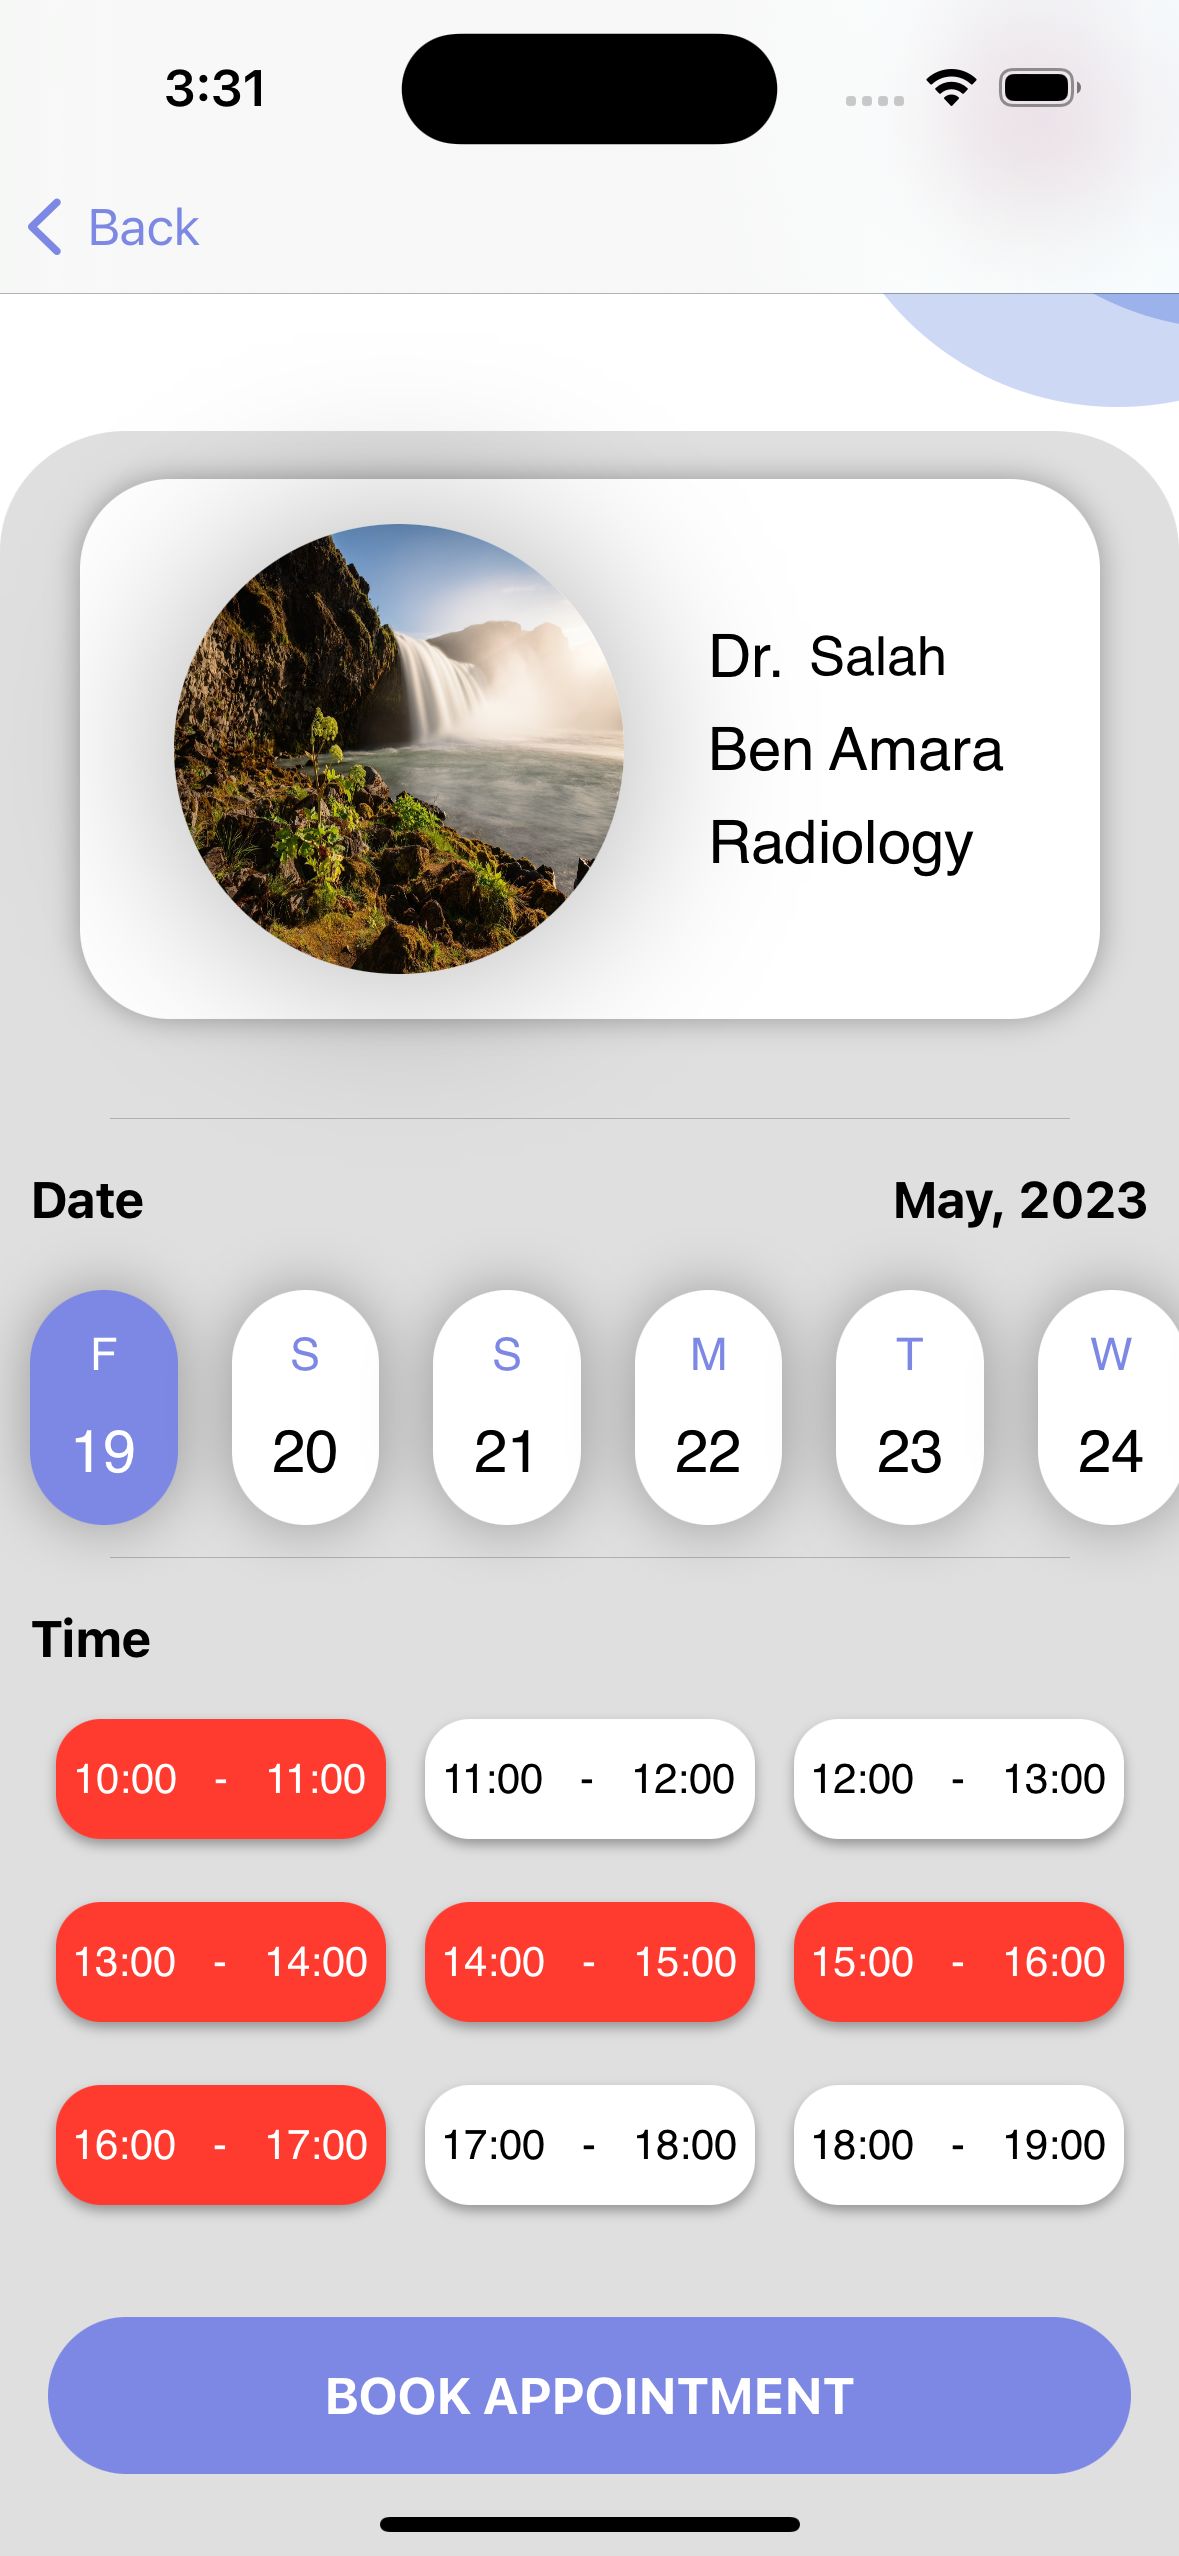 3:31
Back
Dr. Salah
Ben Amara
Radiology
Date May, 2023
F S S M T W
19 20 21 22 23 24
Time
10:00 - 11:00 11:00 - 12:00 12:00 - 13:00
13:00 - 14:00 14:00 - 15:00 15:00 - 16:00
16:00 - 17:00 17:00 - 18:00 18:00 - 19:00
BOOK APPOINTMENT